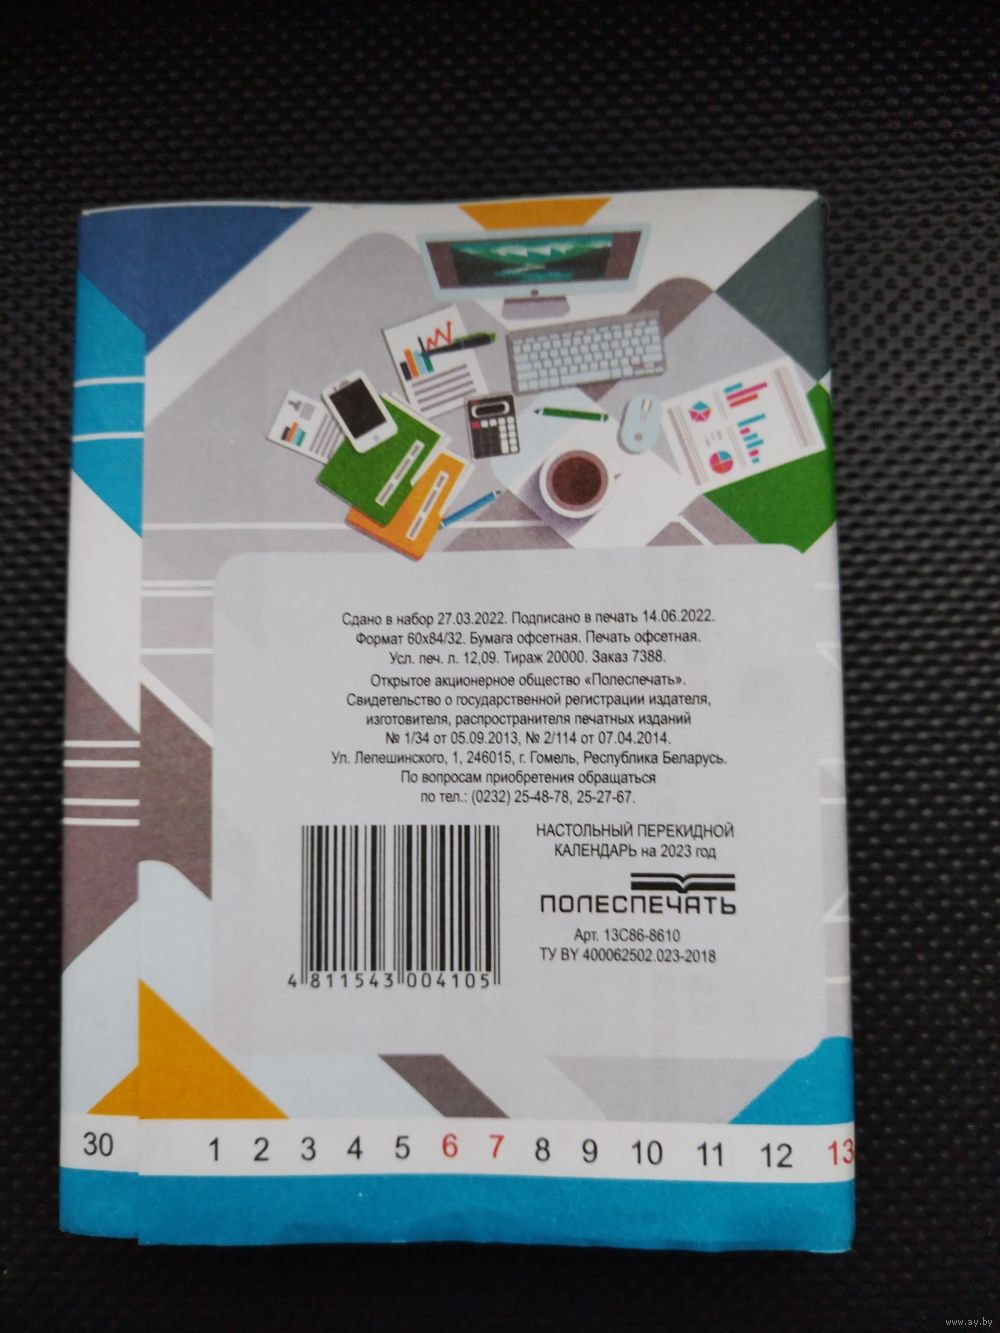 Сдано в набор 27.03.2022. Подписано в печать 14.06.2022.
Формат 60х84/32. Бумага офсетная. Печать офсетная.
Усл. печ. л. 12,09. Тираж 20000. Заказ 7388.
Открытое акционерное общество «Полеспечать».
Свидетельство о государственной регистрации издателя,
изготовителя, распространителя печатных изданий
№ 1/34 от 05.09.2013, № 2/114 от 07.04.2014.
Ул. Лепешинского, 1, 246015, г. Гомель, Республика Беларусь.
По вопросам приобретения обращаться
по тел.: (0232) 25-48-78, 25-27-67.
НАСТОЛЬНЫЙ ПЕРЕКИДНОЙ
КАЛЕНДАРЬ на 2023 год
ПОЛЕСПЕЧАТЬ
Арт. 13С86-8610
ТУ BY 400062502.023-2018
4 811543 004105
30 1 2 3 4 5 6 7 8 9 10 11 12 13
www.ay.by